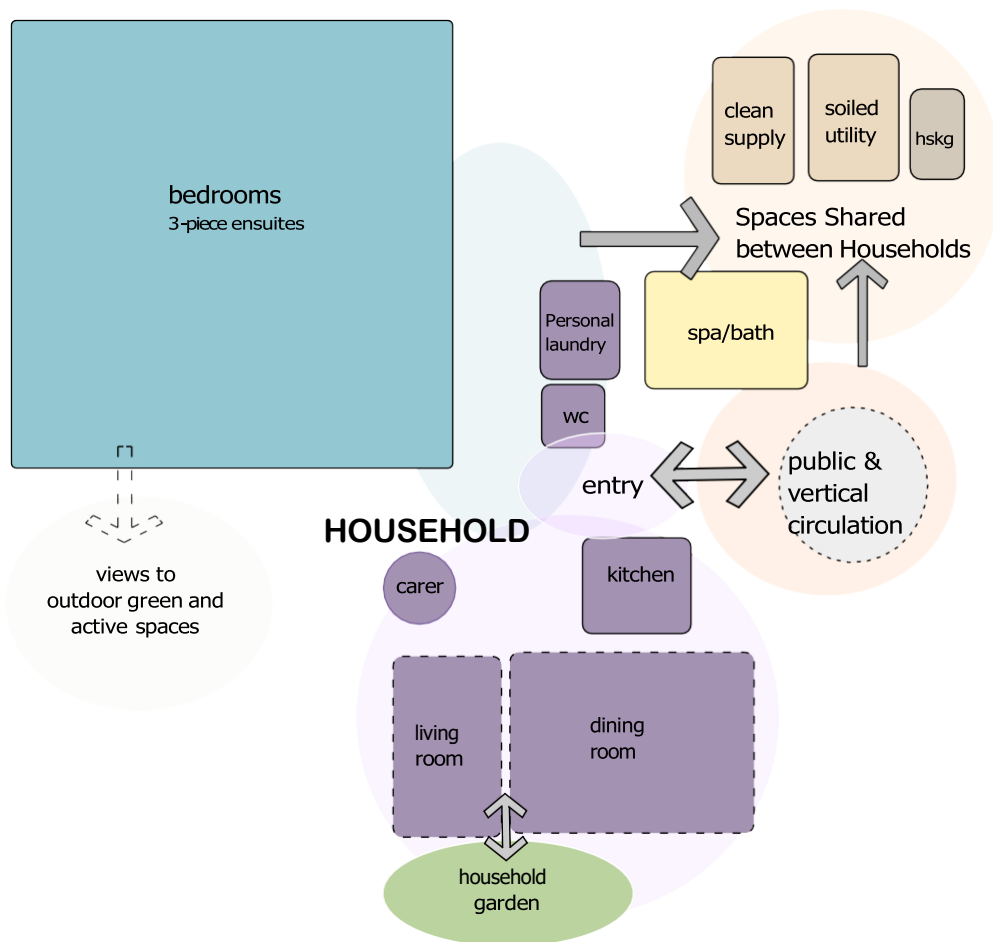 bedrooms
3-piece ensuites
clean
supply
soiled
utility
hskg
Spaces Shared
between Households
Personal
laundry
spa/bath
wc
entry
public &
vertical
circulation
HOUSEHOLD
carer
kitchen
views to
outdoor green and
active spaces
living
room
dining
room
household
garden